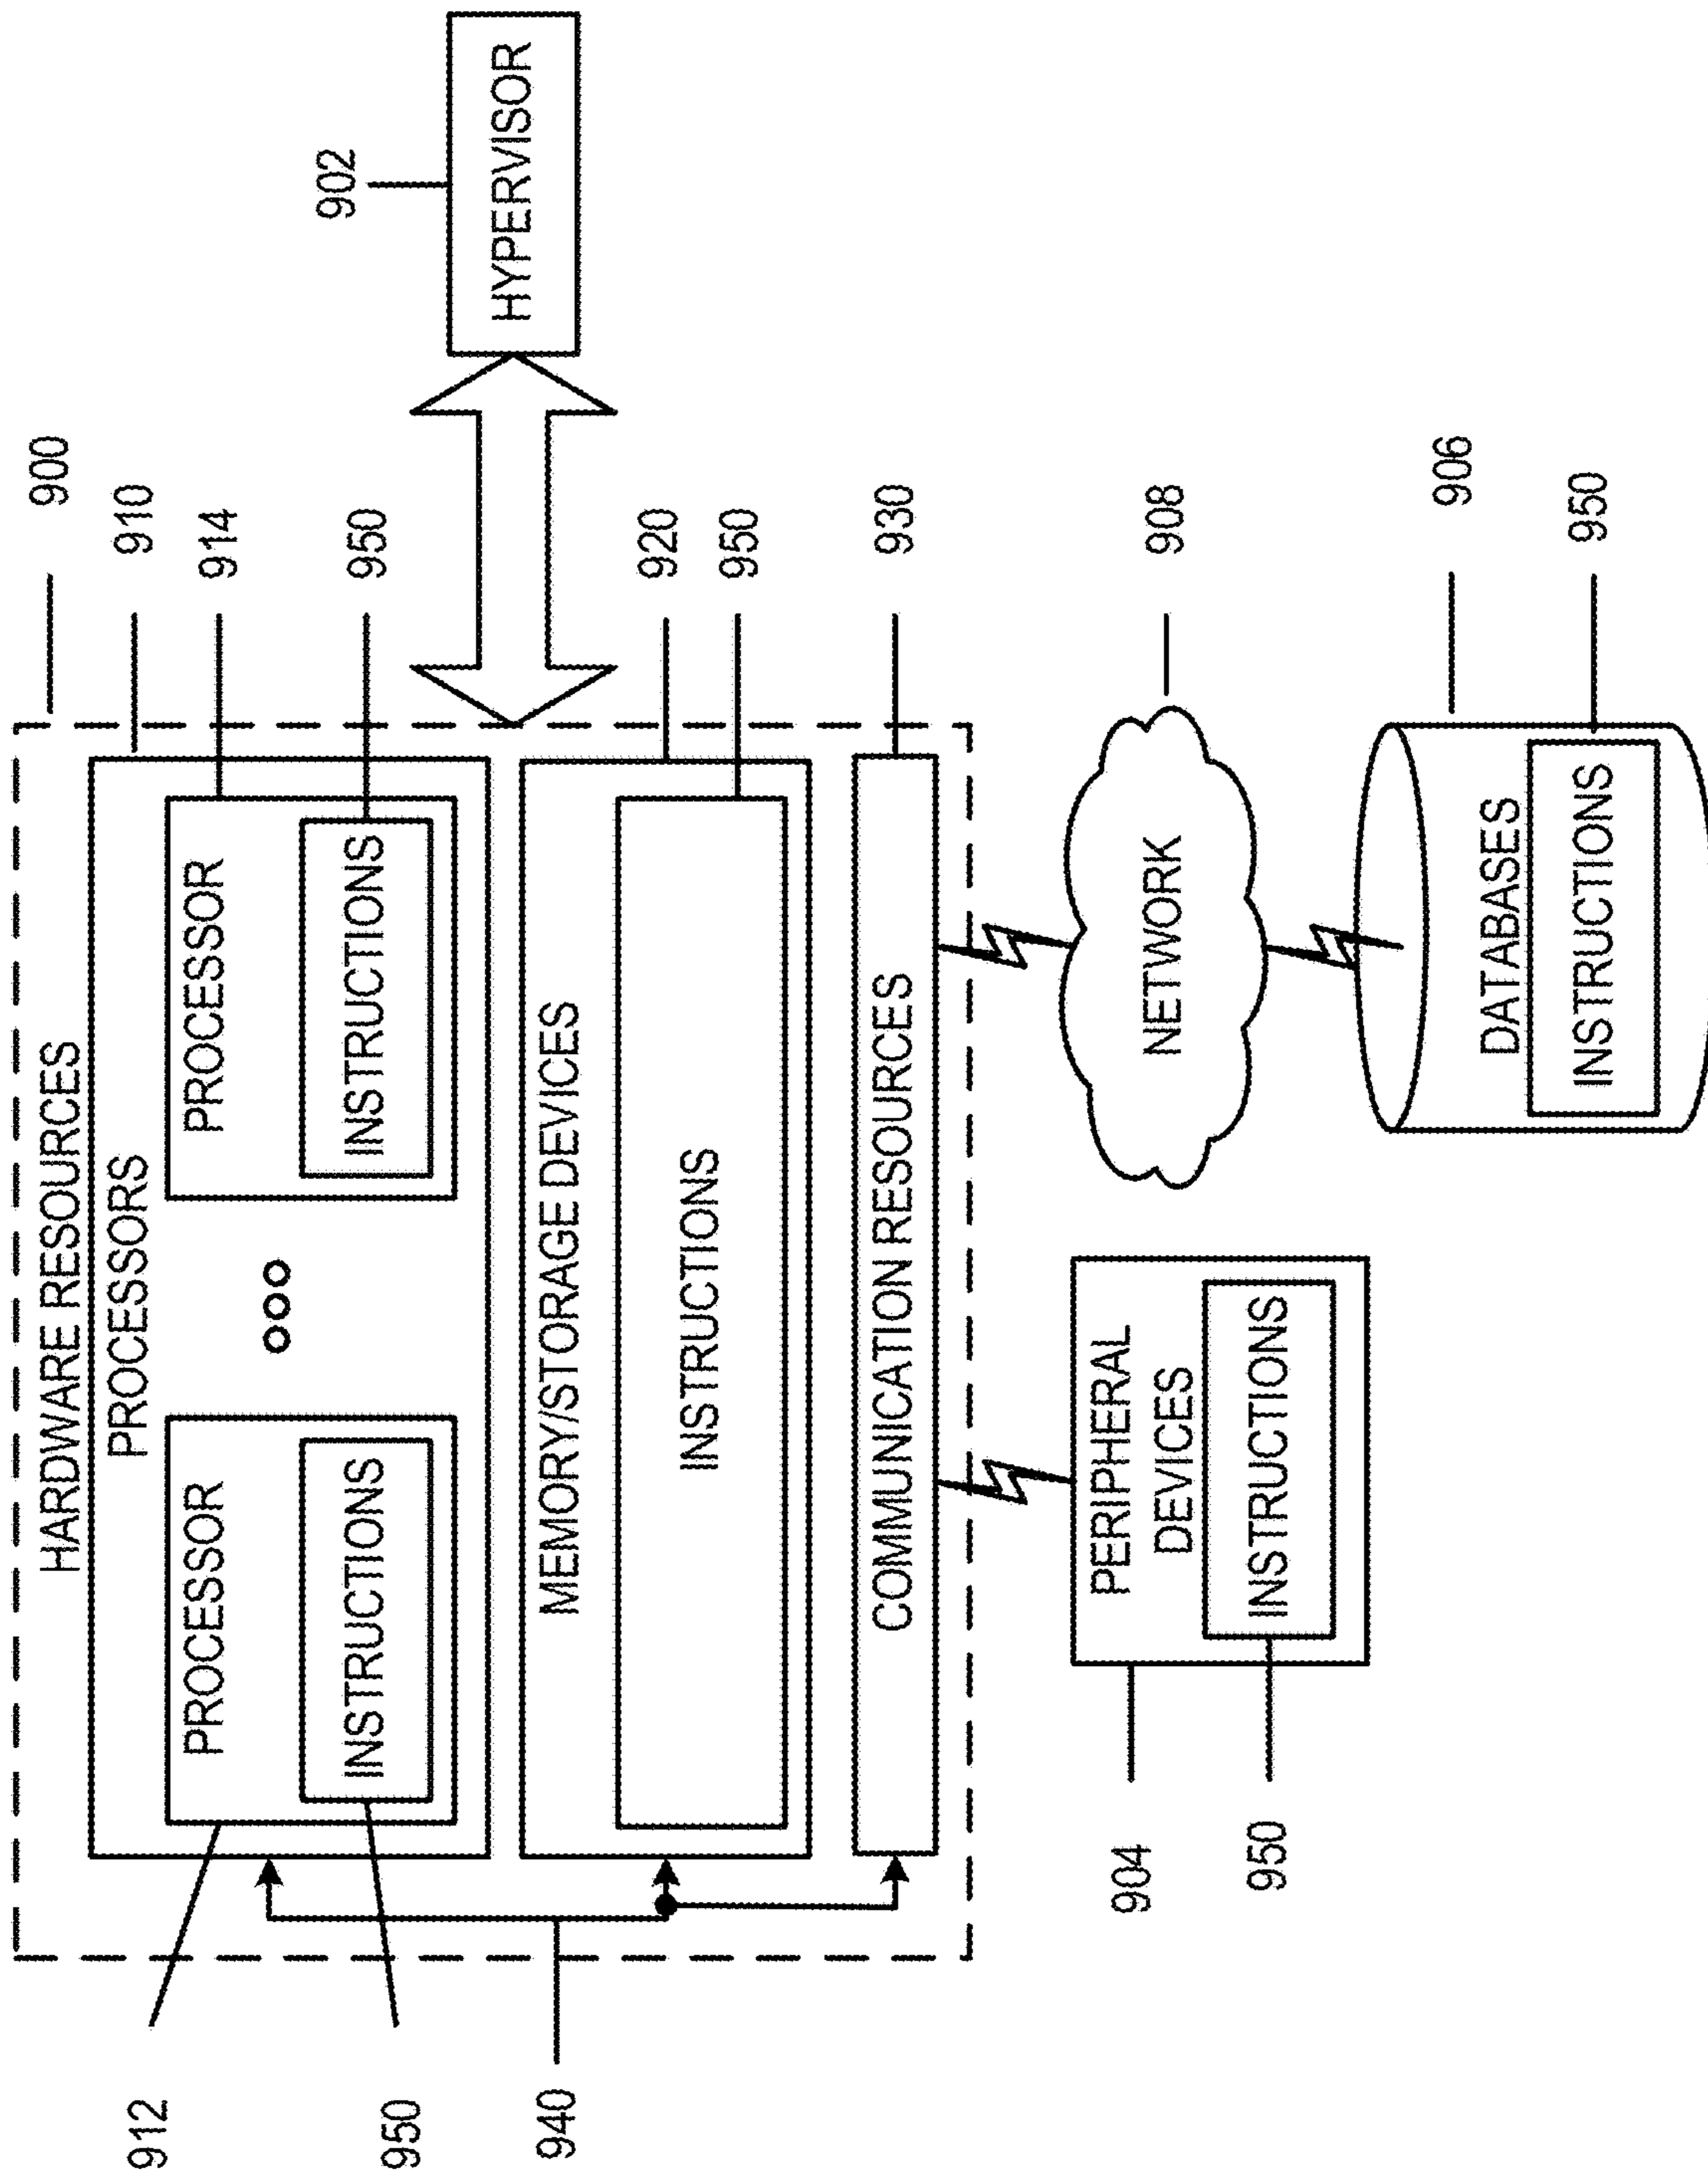 HARDWARE RESOURCES
900
PROCESSORS
910
912
PROCESSOR
PROCESSOR
914
950
INSTRUCTIONS
INSTRUCTIONS
950
HYPERVISOR
902
940
MEMORY/STORAGE DEVICES
920
INSTRUCTIONS
950
COMMUNICATION RESOURCES
930
904
PERIPHERAL
DEVICES
950
INSTRUCTIONS
NETWORK
908
906
DATABASES
INSTRUCTIONS
950